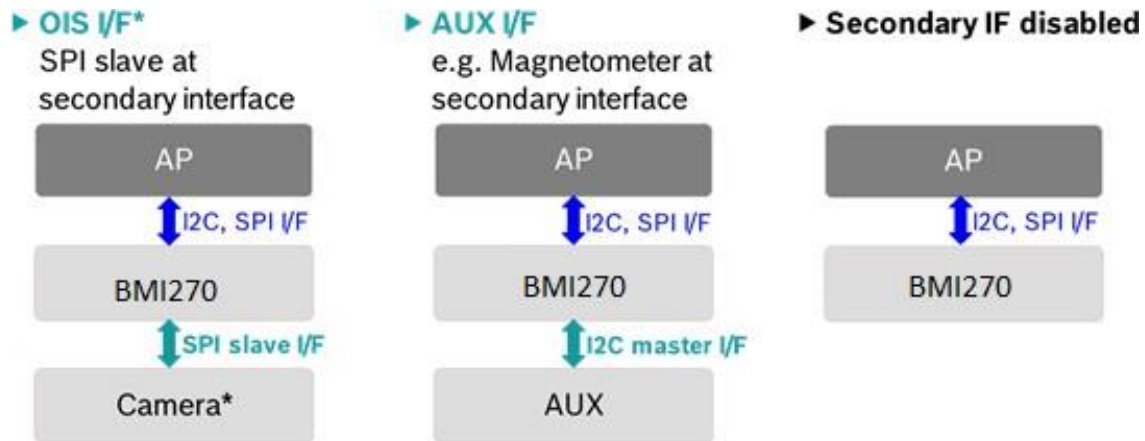 ► OIS I/F*
SPI slave at
secondary interface
AP
I2C, SPI I/F
BMI270
SPI slave I/F
Camera*
► AUX I/F
e.g. Magnetometer at
secondary interface
AP
I2C, SPI I/F
BMI270
I2C master I/F
AUX
► Secondary IF disabled
AP
I2C, SPI I/F
BMI270